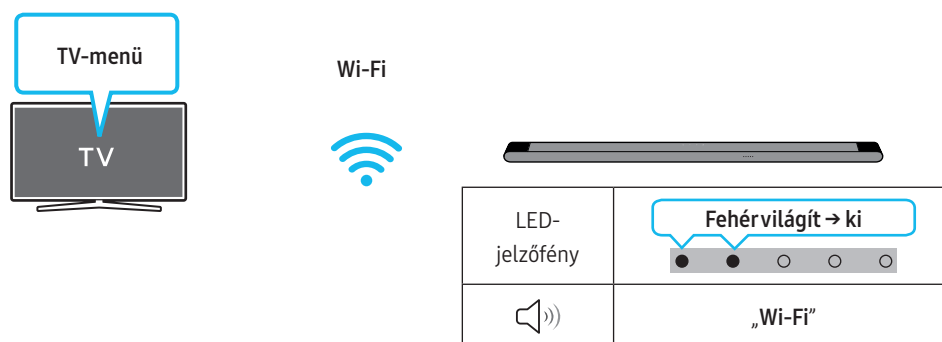 TV-menü
Wi-Fi
TV
LED-
jelzőfény
Fehér világít → ki
„Wi-Fi”